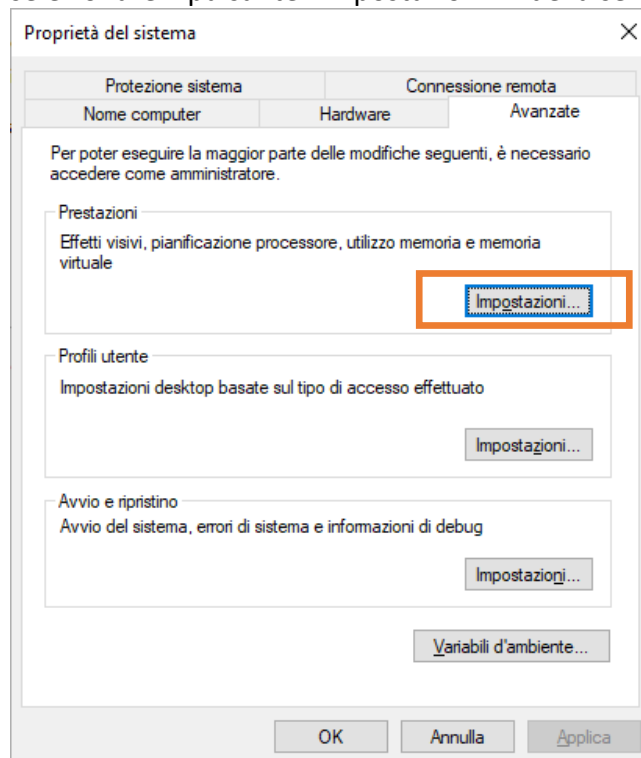 Proprietà del sistema
Protezione sistema Connessione remota
Nome computer Hardware Avanzate
Per poter eseguire la maggior parte delle modifiche seguenti, è necessario
accedere come amministratore.
Prestazioni
Effetti visivi, pianificazione processore, utilizzo memoria e memoria
virtuale
Impostazioni...
Profili utente
Impostazioni desktop basate sul tipo di accesso effettuato
Impostazioni...
Avvio e ripristino
Avvio del sistema, errori di sistema e informazioni di debug
Impostazioni...
Variabili d'ambiente...
OK Annulla Applica